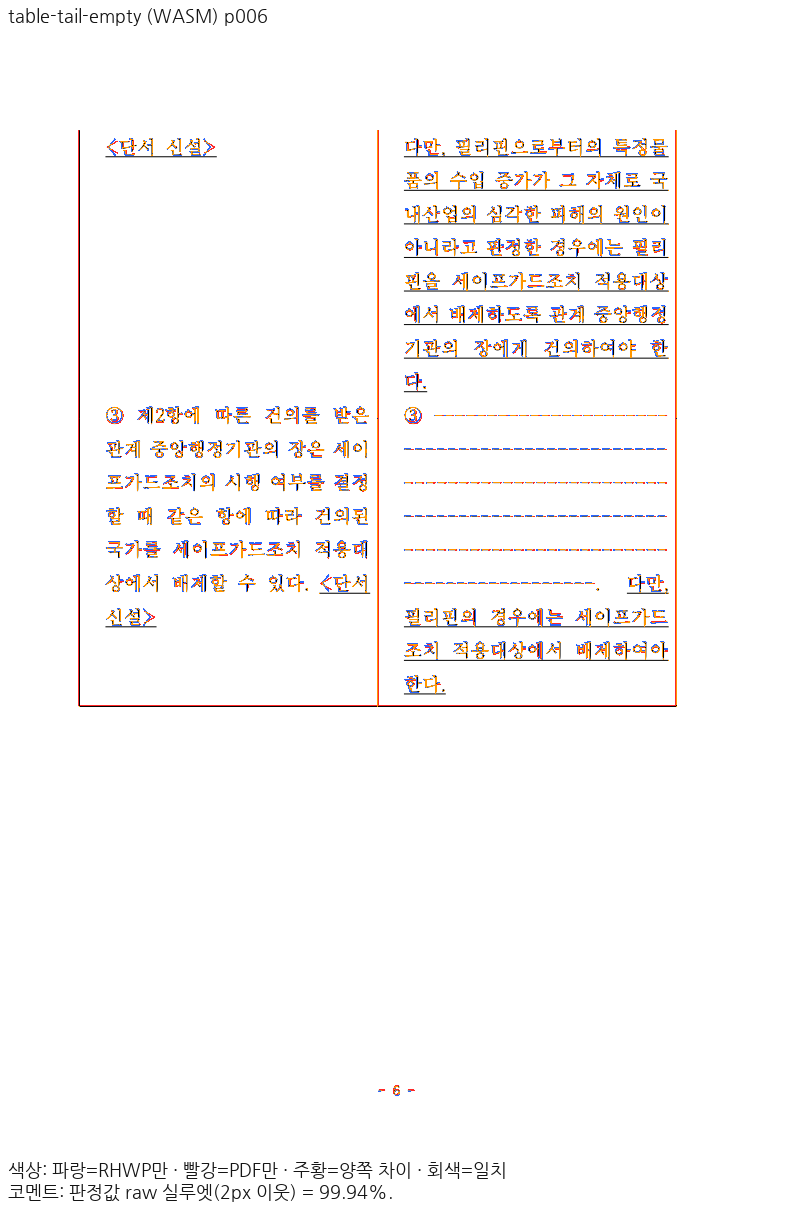 table-tail-empty (WASM) p006
<단서 신설>
다만, 필리핀으로부터의 특정물
품의 수입 증가가 그 자체로 국
내산업의 심각한 피해의 원인이
아니라고 판정한 경우에는 필리
핀을 세이프가드조치 적용대상
에서 배제하도록 관계 중앙행정
기관의 장에게 건의하여야 한
다.
③ 제2항에 따른 건의를 받은
관계 중앙행정기관의 장은 세이
프가드조치의 시행 여부를 결정
할 때 같은 항에 따라 건의된
국가를 세이프가드조치 적용대
상에서 배제할 수 있다. <단서
신설>
③ ------------------------
---------------------------
---------------------------
---------------------------
---------------------------
--------------------. 다만,
필리핀의 경우에는 세이프가드
조치 적용대상에서 배제하여야
한다.
- 6 -
색상: 파랑=RHWP만 · 빨강=PDF만 · 주황=양쪽 차이 · 회색=일치
코멘트: 판정값 raw 실루엣(2px 이웃) = 99.94%.